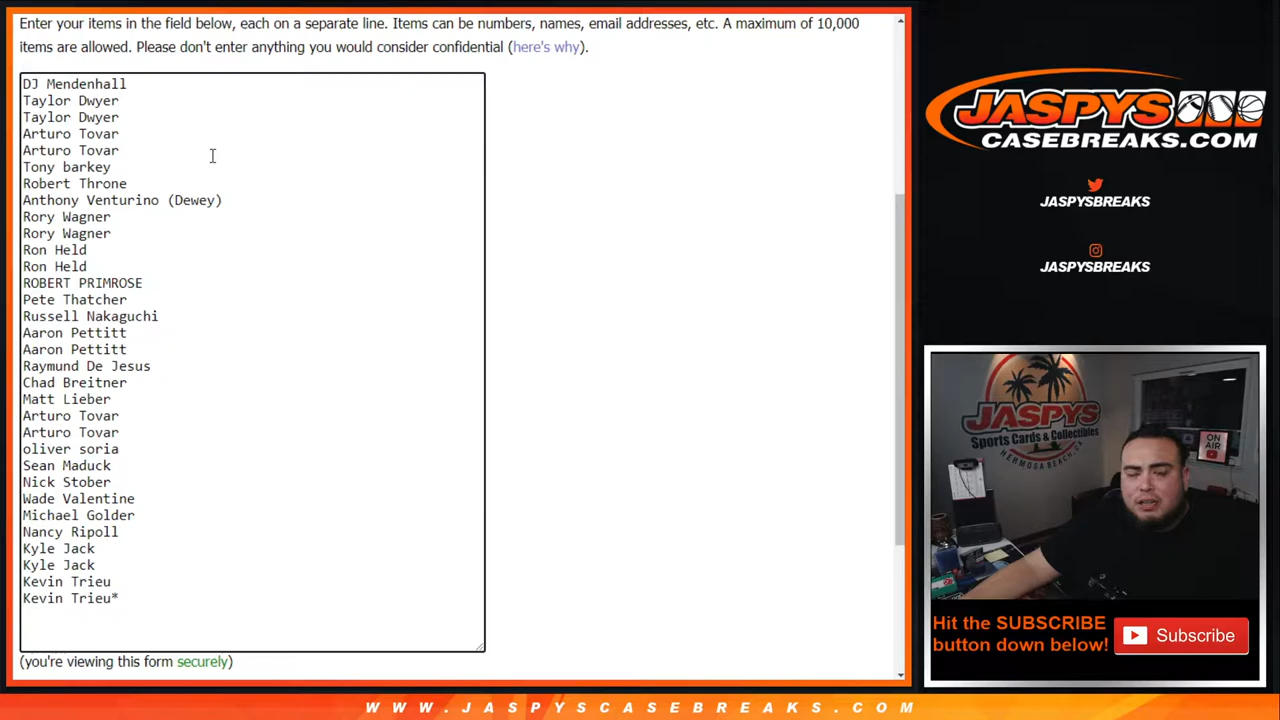 Enter your items in the field below, each on a separate line. Items can be numbers, names, email addresses, etc. A maximum of 10,000
items are allowed. Please don't enter anything you would consider confidential (here's why).
DJ Mendenhall
Taylor Dwyer
Taylor Dwyer
Arturo Tovar
Arturo Tovar
Tony barkey
Robert Throne
Anthony Venturino (Dewey)
Rory Wagner
Rory Wagner
Ron Held
Ron Held
ROBERT PRIMROSE
Pete Thatcher
Russell Nakaguchi
Aaron Pettitt
Aaron Pettitt
Raymund De Jesus
Chad Breitner
Matt Lieber
Arturo Tovar
Arturo Tovar
oliver soria
Sean Maduck
Nick Stober
Wade Valentine
Michael Golder
Nancy Ripoll
Kyle Jack
Kyle Jack
Kevin Trieu
Kevin Trieu*
(you're viewing this form securely)
JASPYS
CASEBREAKS.COM
JASPYSBREAKS
JASPYSBREAKS
JASPYS
Sports Cards & Collectibles
HERMOSA BEACH, CA
ON
AIR
Hit the SUBSCRIBE
button down below!
Subscribe
WWW.JASPYSCASEBREAKS.COM